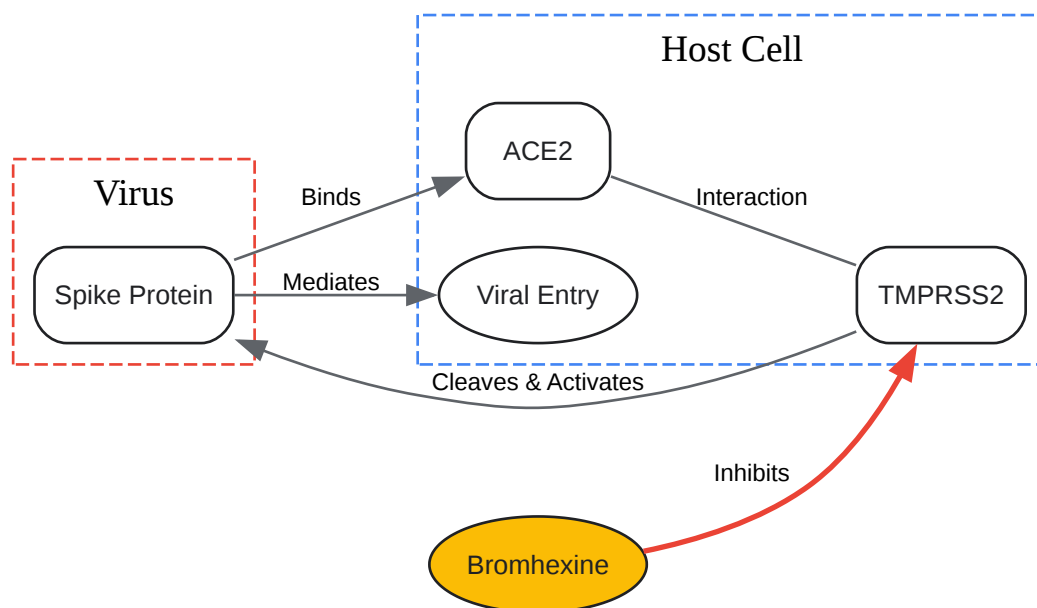 Host Cell
ACE2
Virus
Binds
Interaction
Mediates
Spike Protein
Viral Entry
TMPRSS2
Cleaves & Activates
Inhibits
Bromhexine